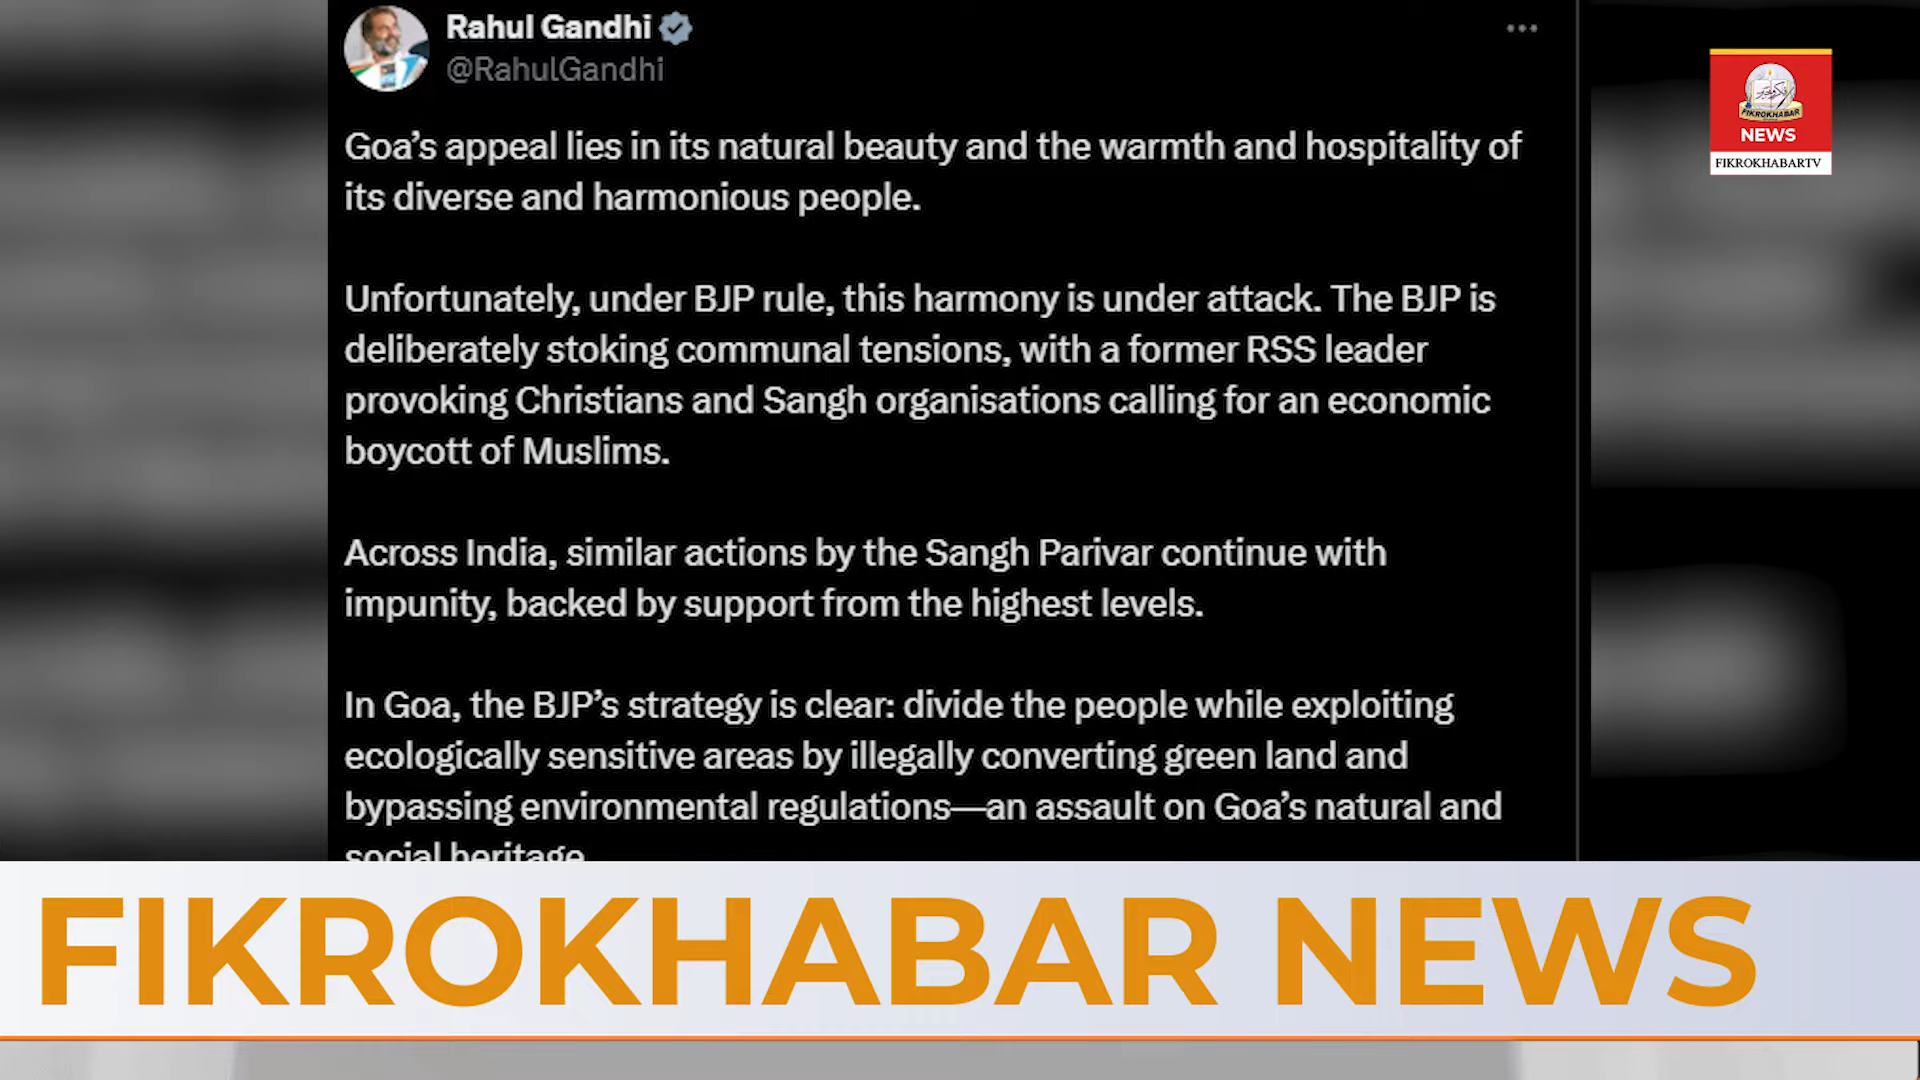 Rahul Gandhi
@RahulGandhi
Goa’s appeal lies in its natural beauty and the warmth and hospitality of
its diverse and harmonious people.
Unfortunately, under BJP rule, this harmony is under attack. The BJP is
deliberately stoking communal tensions, with a former RSS leader
provoking Christians and Sangh organisations calling for an economic
boycott of Muslims.
Across India, similar actions by the Sangh Parivar continue with
impunity, backed by support from the highest levels.
In Goa, the BJP’s strategy is clear: divide the people while exploiting
ecologically sensitive areas by illegally converting green land and
bypassing environmental regulations—an assault on Goa’s natural and
social heritage.
FIKROKHABAR
NEWS
FIKROKHABARTV
FIKROKHABAR NEWS